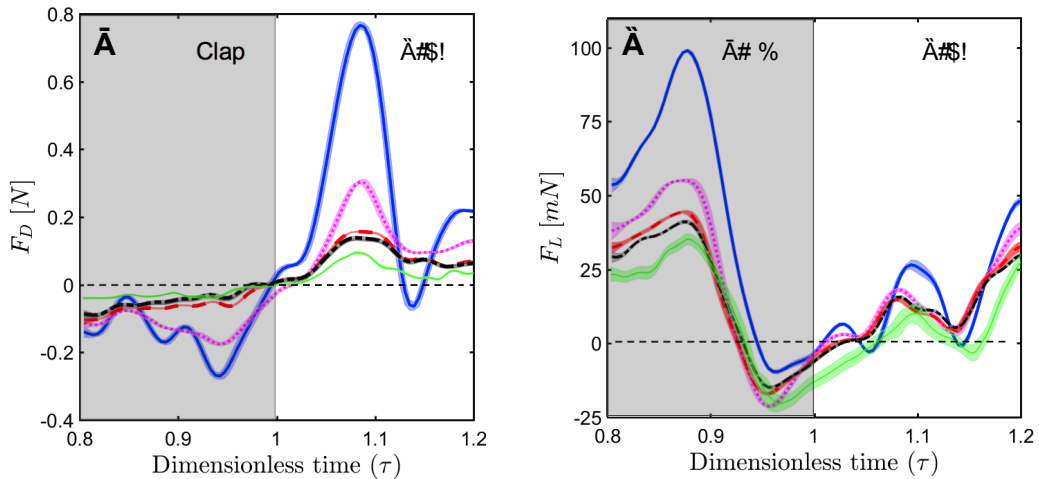 Ā
Clap
Ȁ#$!
0.8
0.6
0.4
0.2
0
-0.2
-0.4
F_D [N]
0.8
0.9
1
1.1
1.2
Dimensionless time (τ)
Ȁ
Ā# %
Ȁ#$!
100
75
50
25
0
-25
F_L [mN]
0.8
0.9
1
1.1
1.2
Dimensionless time (τ)